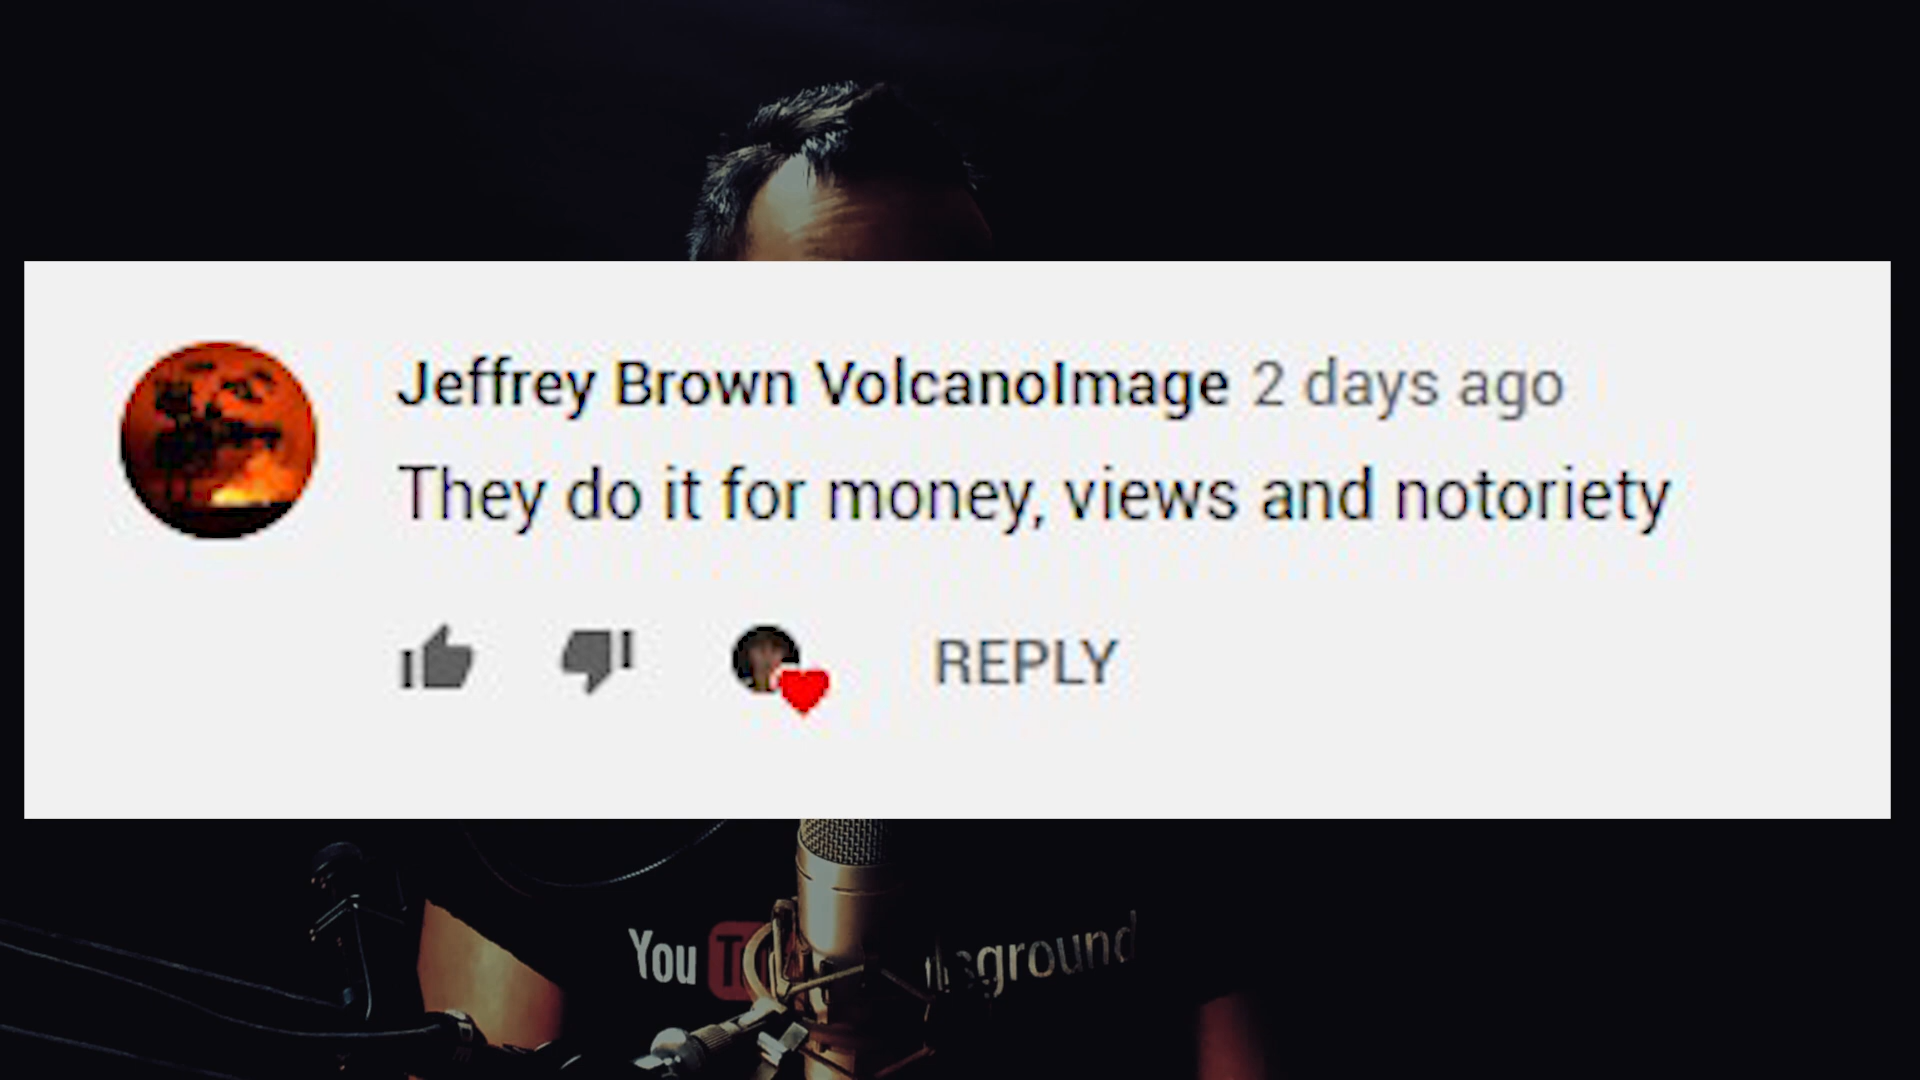 Jeffrey Brown VolcanoImage 2 days ago
They do it for money, views and notoriety
REPLY
You